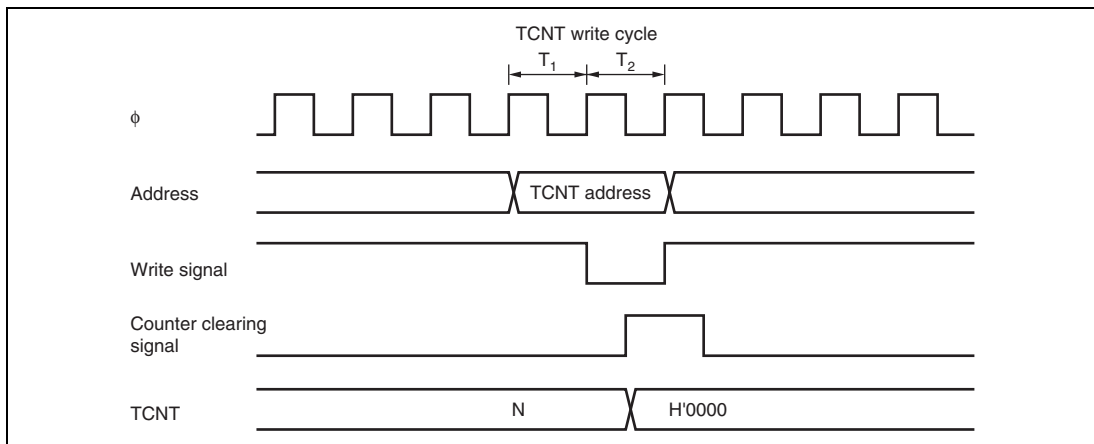 TCNT write cycle
T1 T2
ϕ
Address
TCNT address
Write signal
Counter clearing
signal
TCNT
N
H'0000